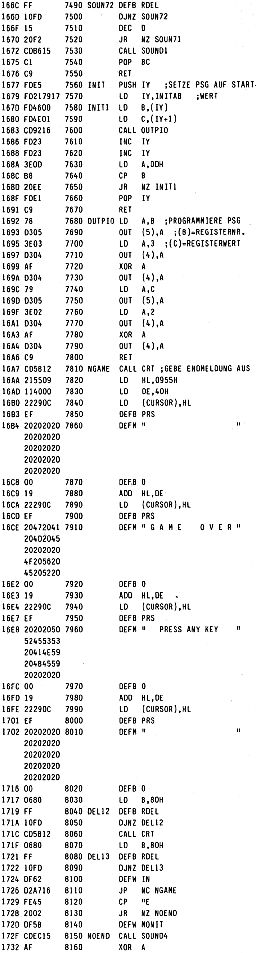 166C FF 7490 SOUN72 DEFB RDEL
166D 10FD 7500 DJNZ SOUN72
166F 15 7510 DEC D
1670 20F2 7520 JR NZ SOUN71
1672 CD8615 7530 CALL SOUND1
1675 C1 7540 POP BC
1676 C9 7550 RET
1677 FDE5 7560 INIT PUSH IY ;SETZE PSG AUF START-
1679 FD217917 7570 LD IY,INITAB ;WERT
167D FD4600 7580 INIT1 LD B,(IY)
1680 FD4E01 7590 LD C,(IY+1)
1683 CD9216 7600 CALL OUTPIO
1686 FD23 7610 INC IY
1688 FD23 7620 INC IY
168A 3E0D 7630 LD A,0DH
168C B8 7640 CP B
168D 20EE 7650 JR NZ INIT1
168F FDE1 7660 POP IY
1691 C9 7670 RET
1692 78 7680 OUTPIO LD A,B ;PROGRAMMIERE PSG
1693 D305 7690 OUT (5),A ;(B)=REGISTERNR.
1695 3E03 7700 LD A,3 ;(C)=REGISTERWERT
1697 D304 7710 OUT (4),A
1699 AF 7720 XOR A
169A D304 7730 OUT (4),A
169C 79 7740 LD A,C
169D D305 7750 OUT (5),A
169F 3E02 7760 LD A,2
16A1 D304 7770 OUT (4),A
16A3 AF 7780 XOR A
16A4 D304 7790 OUT (4),A
16A6 C9 7800 RET
16A7 CD5812 7810 NGAME CALL CRT ;GEBE ENDMELDUNG AUS
16AA 215509 7820 LD HL,0955H
16AD 114000 7830 LD DE,40H
16B0 22290C 7840 LD (CURSOR),HL
16B3 EF 7850 DEFB PRS
16B4 20202020 7860 DEFM " "
20202020
20202020
20202020
20202020
16C8 00 7870 DEFB 0
16C9 19 7880 ADD HL,DE
16CA 22290C 7890 LD (CURSOR),HL
16CD EF 7900 DEFB PRS
16CE 20472041 7910 DEFM " G A M E O V E R "
20402045
20202020
4F205620
45205220
16E2 00 7920 DEFB 0
16E3 19 7930 ADD HL,DE
16E4 22290C 7940 LD (CURSOR),HL
16E7 EF 7950 DEFB PRS
16E8 20202050 7960 DEFM " PRESS ANY KEY "
52455353
20414E59
204B4559
20202020
16FC 00 7970 DEFB 0
16FD 19 7980 ADD HL,DE
16FE 22290C 7990 LD (CURSOR),HL
1701 EF 8000 DEFB PRS
1702 20202020 8010 DEFM " "
20202020
20202020
20202020
20202020
1716 00 8020 DEFB 0
1717 0680 8030 LD B,80H
1719 FF 8040 DEL12 DEFB RDEL
171A 10FD 8050 DJNZ DEL12
171C CD5812 8060 CALL CRT
171F 0680 8070 LD B,80H
1721 FF 8080 DEL13 DEFB RDEL
1722 10FD 8090 DJNZ DEL13
1724 DF62 8100 DEFW IN
1726 D2A716 8110 JP NC NGAME
1729 FE45 8120 CP "E
172B 2002 8130 JR NZ NOEND
172D DF5B 8140 DEFW MONIT
172F CDEC15 8150 NOEND CALL SOUND4
1732 AF 8160 XOR A